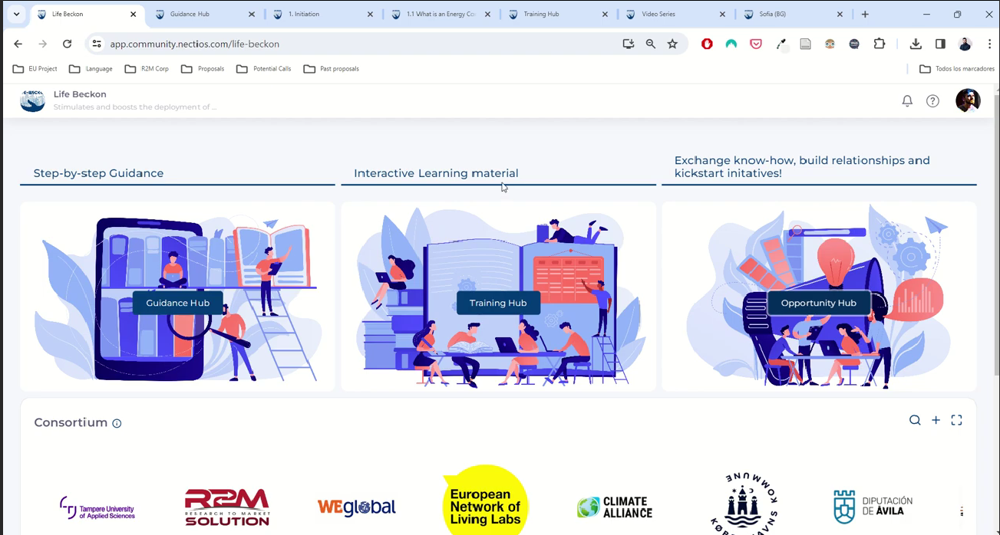 Life Beckon
Guidance Hub
1. Initiation
1.1 What is an Energy Co
Training Hub
Video Series
Sofia (BG)
app.community.nectios.com/life-beckon
EU Project
Language
R2M Corp
Proposals
Potential Calls
Past proposals
Todos los marcadores
Life Beckon
Stimulates and boosts the deployment of ...
Step-by-step Guidance
Interactive Learning material
Exchange know-how, build relationships and
kickstart initatives!
Guidance Hub
Training Hub
Opportunity Hub
Consortium
Tampere University
of Applied Sciences
R2M
RESEARCH TO MARKET
SOLUTION
WEglobal
European
Network of
Living Labs
CLIMATE
ALLIANCE
KØBENHAVNS KOMMUNE
DIPUTACIÓN
DE ÁVILA